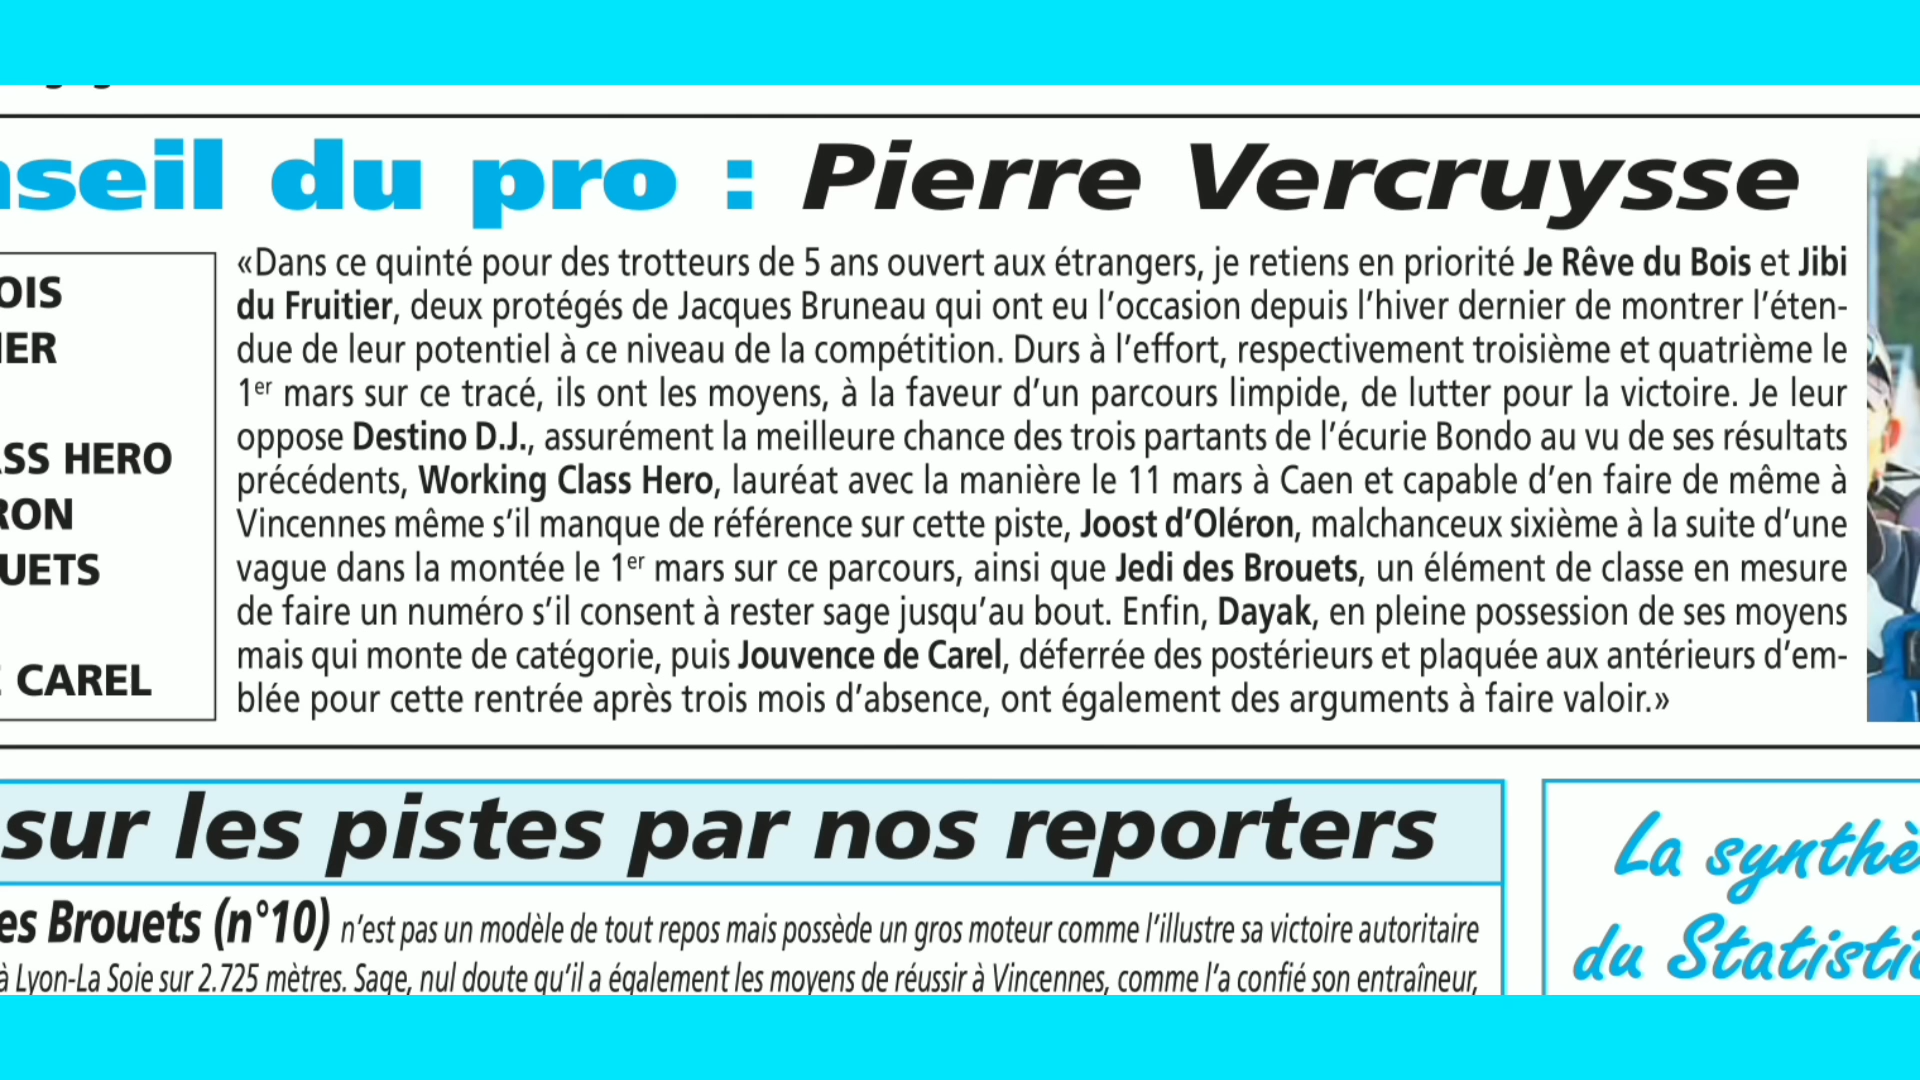 nseil du pro : Pierre Vercruysse
OIS
IER
ASS HERO
RON
UETS
E CAREL
«Dans ce quinté pour des trotteurs de 5 ans ouvert aux étrangers, je retiens en priorité Je Rêve du Bois et Jibi
du Fruitier, deux protégés de Jacques Bruneau qui ont eu l’occasion depuis l’hiver dernier de montrer l’éten-
due de leur potentiel à ce niveau de la compétition. Durs à l’effort, respectivement troisième et quatrième le
1er mars sur ce tracé, ils ont les moyens, à la faveur d’un parcours limpide, de lutter pour la victoire. Je leur
oppose Destino D.J., assurément la meilleure chance des trois partants de l’écurie Bondo au vu de ses résultats
précédents, Working Class Hero, lauréat avec la manière le 11 mars à Caen et capable d’en faire de même à
Vincennes même s’il manque de référence sur cette piste, Joost d’Oléron, malchanceux sixième à la suite d’une
vague dans la montée le 1er mars sur ce parcours, ainsi que Jedi des Brouets, un élément de classe en mesure
de faire un numéro s’il consent à rester sage jusqu’au bout. Enfin, Dayak, en pleine possession de ses moyens
mais qui monte de catégorie, puis Jouvence de Carel, déferrée des postérieurs et plaquée aux antérieurs d’em-
blée pour cette rentrée après trois mois d’absence, ont également des arguments à faire valoir.»
sur les pistes par nos reporters
es Brouets (n°10) n’est pas un modèle de tout repos mais possède un gros moteur comme l’illustre sa victoire autoritaire
à Lyon-La Soie sur 2.725 mètres. Sage, nul doute qu’il a également les moyens de réussir à Vincennes, comme l’a confié son entraîneur,
La synthè
du Statisti